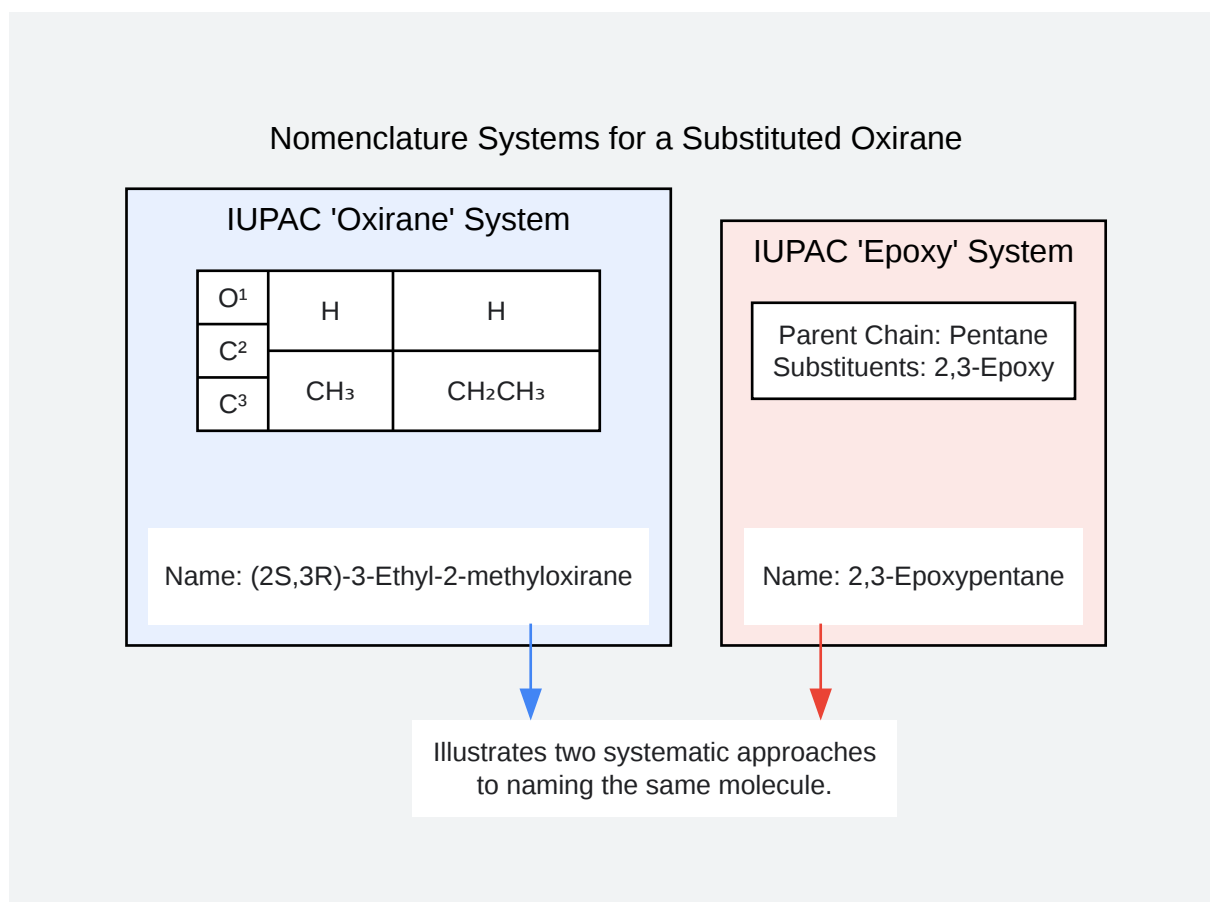 Nomenclature Systems for a Substituted Oxirane
IUPAC 'Oxirane' System
O¹
C²
C³
H
H
CH₃
CH₂CH₃
Name: (2S,3R)-3-Ethyl-2-methyloxirane
IUPAC 'Epoxy' System
Parent Chain: Pentane
Substituents: 2,3-Epoxy
Name: 2,3-Epoxypentane
Illustrates two systematic approaches
to naming the same molecule.